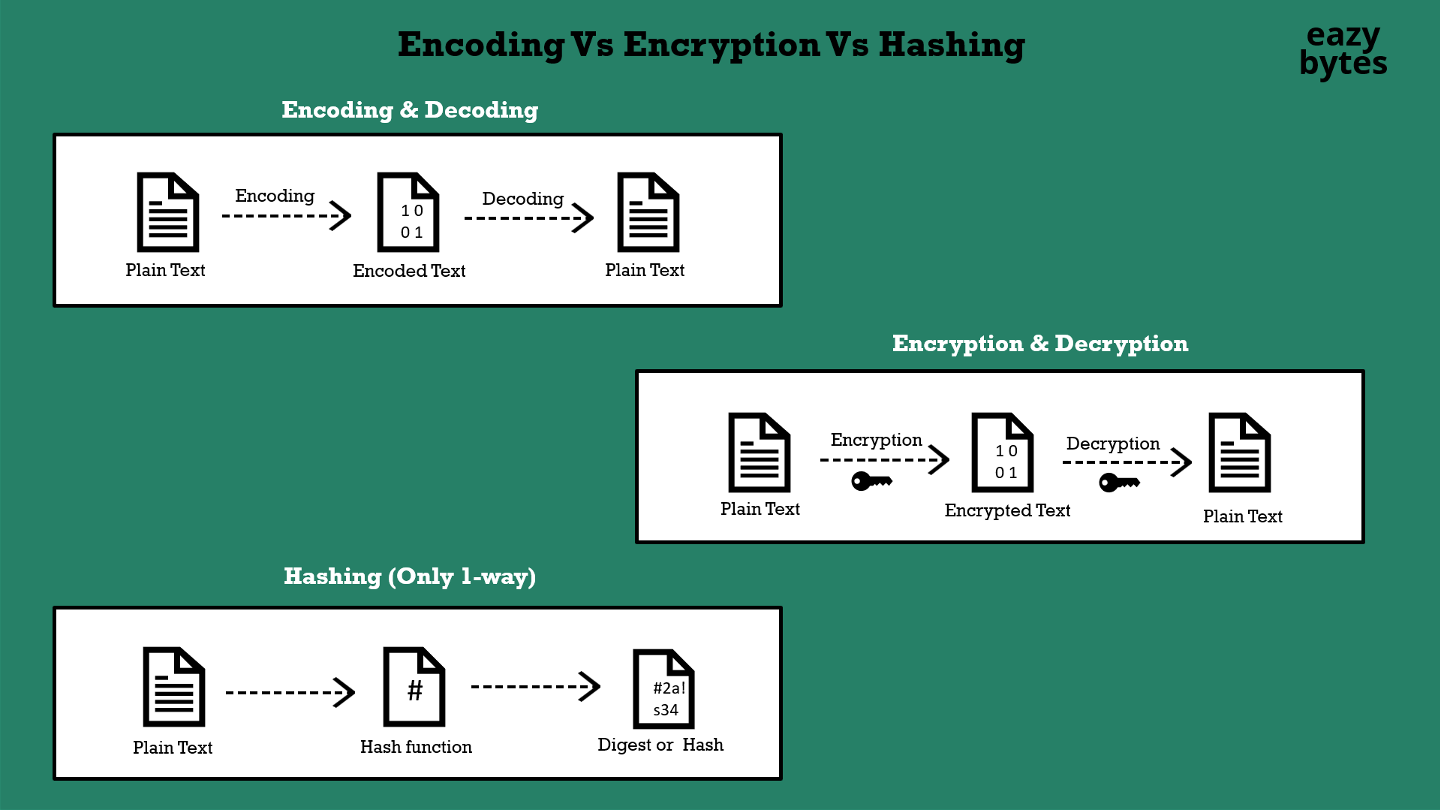 Encoding Vs Encryption Vs Hashing
eazy
bytes
Encoding & Decoding
Encoding
Decoding
1 0
0 1
Plain Text
Encoded Text
Plain Text
Encryption & Decryption
Encryption
Decryption
1 0
0 1
Plain Text
Encrypted Text
Plain Text
Hashing (Only 1-way)
#
#2a!
s34
Plain Text
Hash function
Digest or Hash